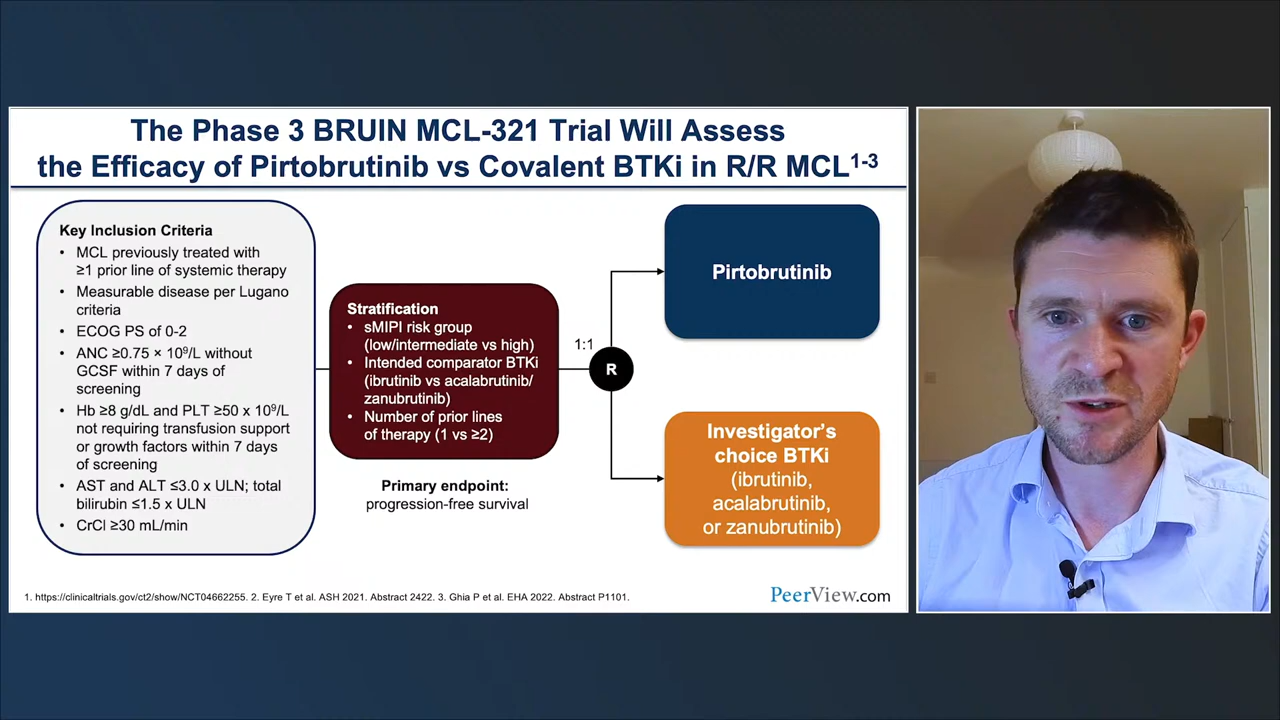 The Phase 3 BRUIN MCL-321 Trial Will Assess
the Efficacy of Pirtobrutinib vs Covalent BTKi in R/R MCL¹⁻³
Key Inclusion Criteria
• MCL previously treated with
≥1 prior line of systemic therapy
• Measurable disease per Lugano
criteria
• ECOG PS of 0-2
• ANC ≥0.75 × 10⁹/L without
GCSF within 7 days of
screening
• Hb ≥8 g/dL and PLT ≥50 x 10⁹/L
not requiring transfusion support
or growth factors within 7 days
of screening
• AST and ALT ≤3.0 x ULN; total
bilirubin ≤1.5 x ULN
• CrCl ≥30 mL/min
Stratification
• sMIPI risk group
(low/intermediate vs high)
• Intended comparator BTKi
(ibrutinib vs acalabrutinib/
zanubrutinib)
• Number of prior lines
of therapy (1 vs ≥2)
Primary endpoint:
progression-free survival
1:1
R
Pirtobrutinib
Investigator's
choice BTKi
(ibrutinib,
acalabrutinib,
or zanubrutinib)
1. https://clinicaltrials.gov/ct2/show/NCT04662255. 2. Eyre T et al. ASH 2021. Abstract 2422. 3. Ghia P et al. EHA 2022. Abstract P1101.
PeerView.com